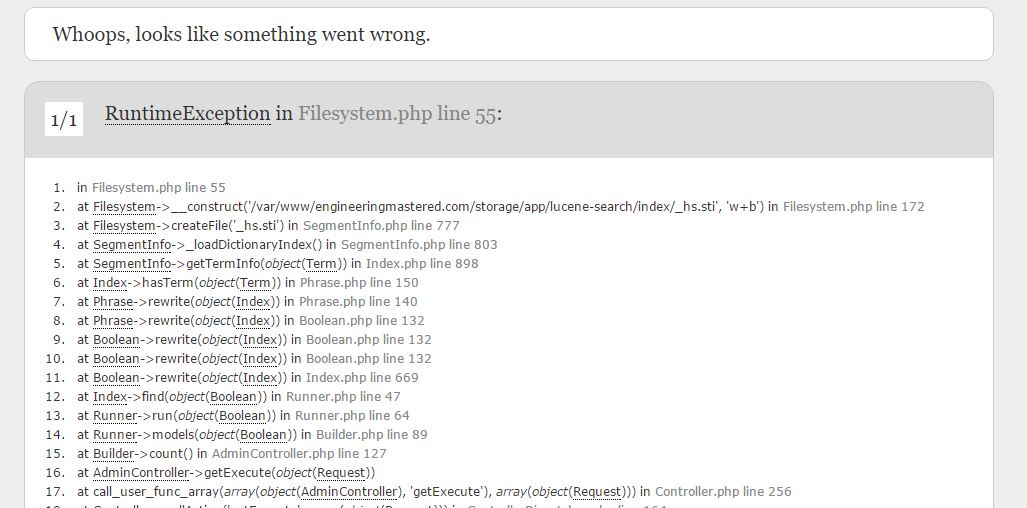 Whoops, looks like something went wrong.
1/1 RuntimeException in Filesystem.php line 55:
1. in Filesystem.php line 55
2. at Filesystem->__construct('/var/www/engineeringmastered.com/storage/app/lucene-search/index/_hs.sti', 'w+b') in Filesystem.php line 172
3. at Filesystem->createFile('_hs.sti') in SegmentInfo.php line 777
4. at SegmentInfo->_loadDictionaryIndex() in SegmentInfo.php line 803
5. at SegmentInfo->getTermInfo(object(Term)) in Index.php line 898
6. at Index->hasTerm(object(Term)) in Phrase.php line 150
7. at Phrase->rewrite(object(Index)) in Phrase.php line 140
8. at Phrase->rewrite(object(Index)) in Boolean.php line 132
9. at Boolean->rewrite(object(Index)) in Boolean.php line 132
10. at Boolean->rewrite(object(Index)) in Boolean.php line 132
11. at Boolean->rewrite(object(Index)) in Index.php line 669
12. at Index->find(object(Boolean)) in Runner.php line 47
13. at Runner->run(object(Boolean)) in Runner.php line 64
14. at Runner->models(object(Boolean)) in Builder.php line 89
15. at Builder->count() in AdminController.php line 127
16. at AdminController->getExecute(object(Request))
17. at call_user_func_array(array(object(AdminController), 'getExecute'), array(object(Request))) in Controller.php line 256